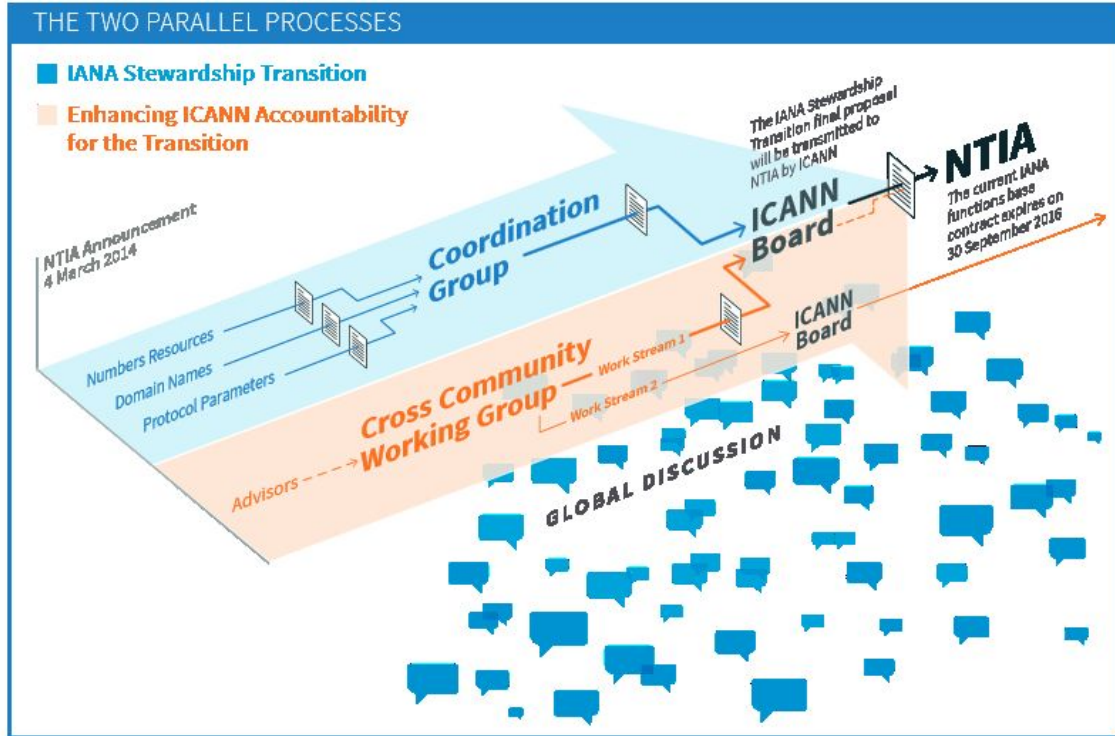 THE TWO PARALLEL PROCESSES
IANA Stewardship Transition
Enhancing ICANN Accountability
for the Transition
NTIA Announcement
4 March 2014
Numbers Resources
Domain Names
Protocol Parameters
Coordination
Group
The IANA Stewardship
Transition final proposal
will be transmitted to
NTIA by ICANN
ICANN
Board
NTIA
The current IANA
functions base
contract expires on
30 September 2016
Advisors
Cross Community
Working Group
Work Stream 1
Work Stream 2
ICANN
Board
GLOBAL DISCUSSION